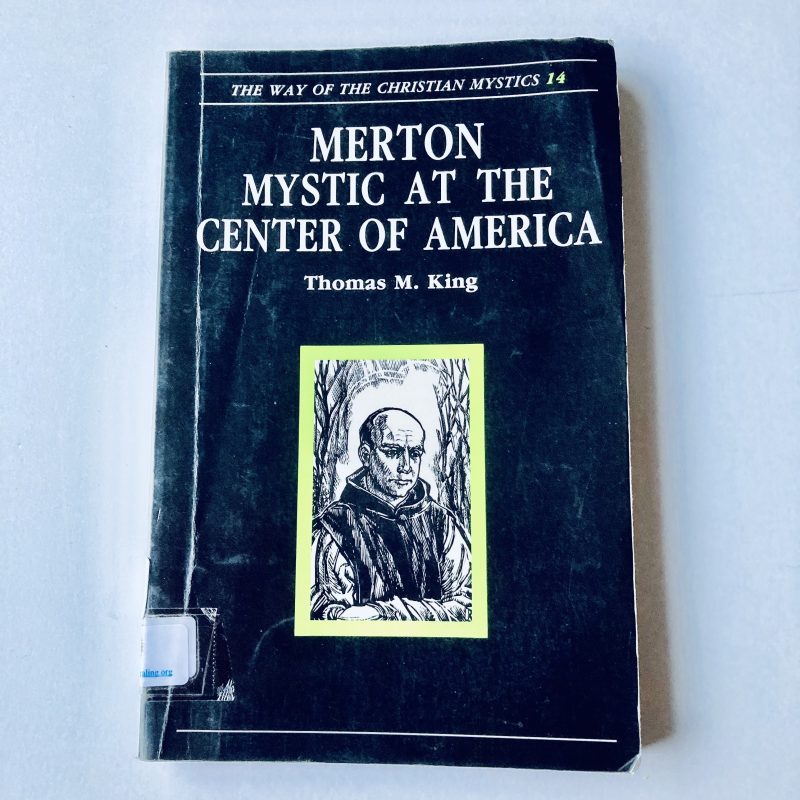 THE WAY OF THE CHRISTIAN MYSTICS 14
MERTON
MYSTIC AT THE
CENTER OF AMERICA
Thomas M. King